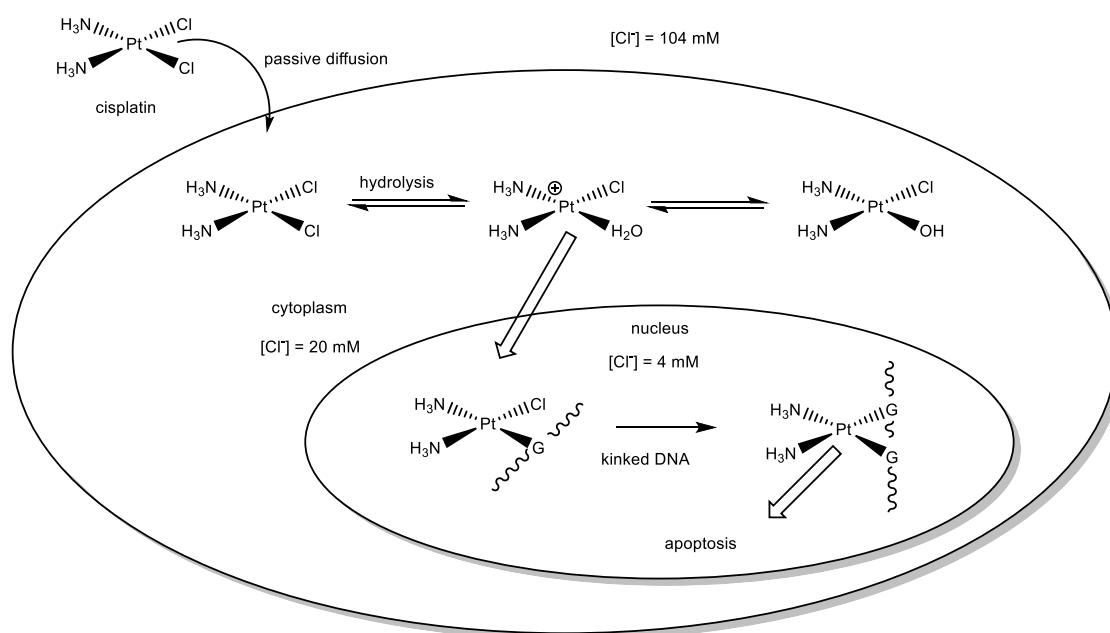 H₃N Cl
Pt
H₃N Cl
[Cl⁻] = 104 mM
passive diffusion
cisplatin
H₃N Cl
Pt
H₃N Cl
hydrolysis
H₃N ⊕ Cl
Pt
H₃N H₂O
H₃N Cl
Pt
H₃N OH
cytoplasm
[Cl⁻] = 20 mM
nucleus
[Cl⁻] = 4 mM
H₃N Cl
Pt
H₃N G
kinked DNA
H₃N G
Pt
H₃N G
apoptosis